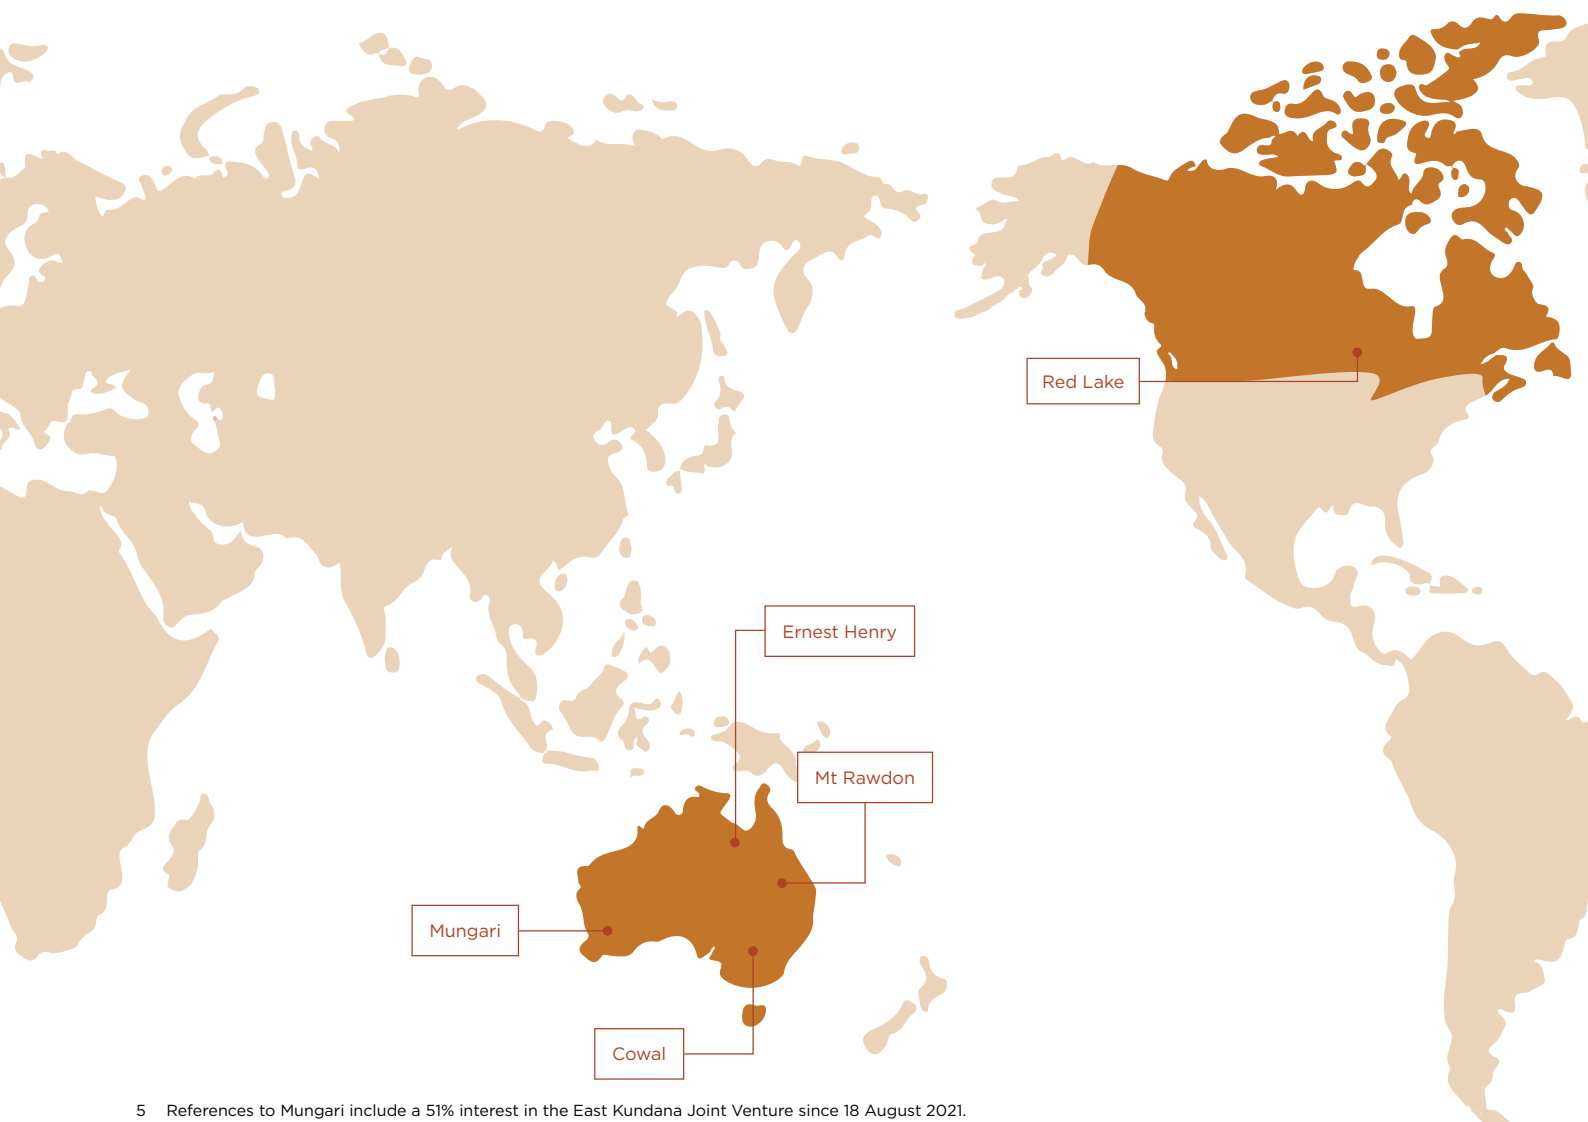 Red Lake
Ernest Henry
Mt Rawdon
Mungari
Cowal
5 References to Mungari include a 51% interest in the East Kundana Joint Venture since 18 August 2021.